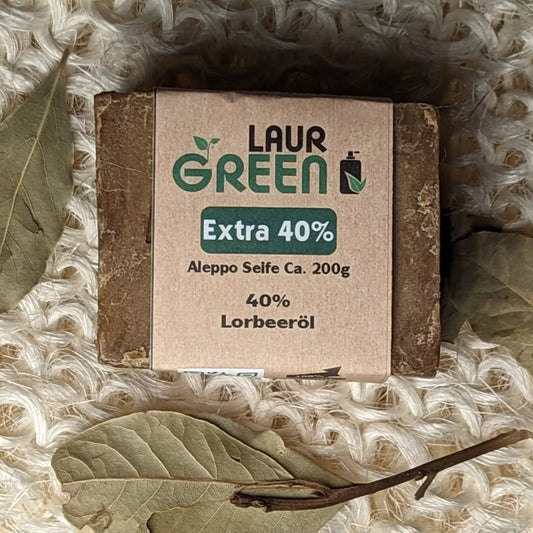 LAUR
GREEN
Extra 40%
Aleppo Seife Ca. 200g
40%
Lorbeeröl